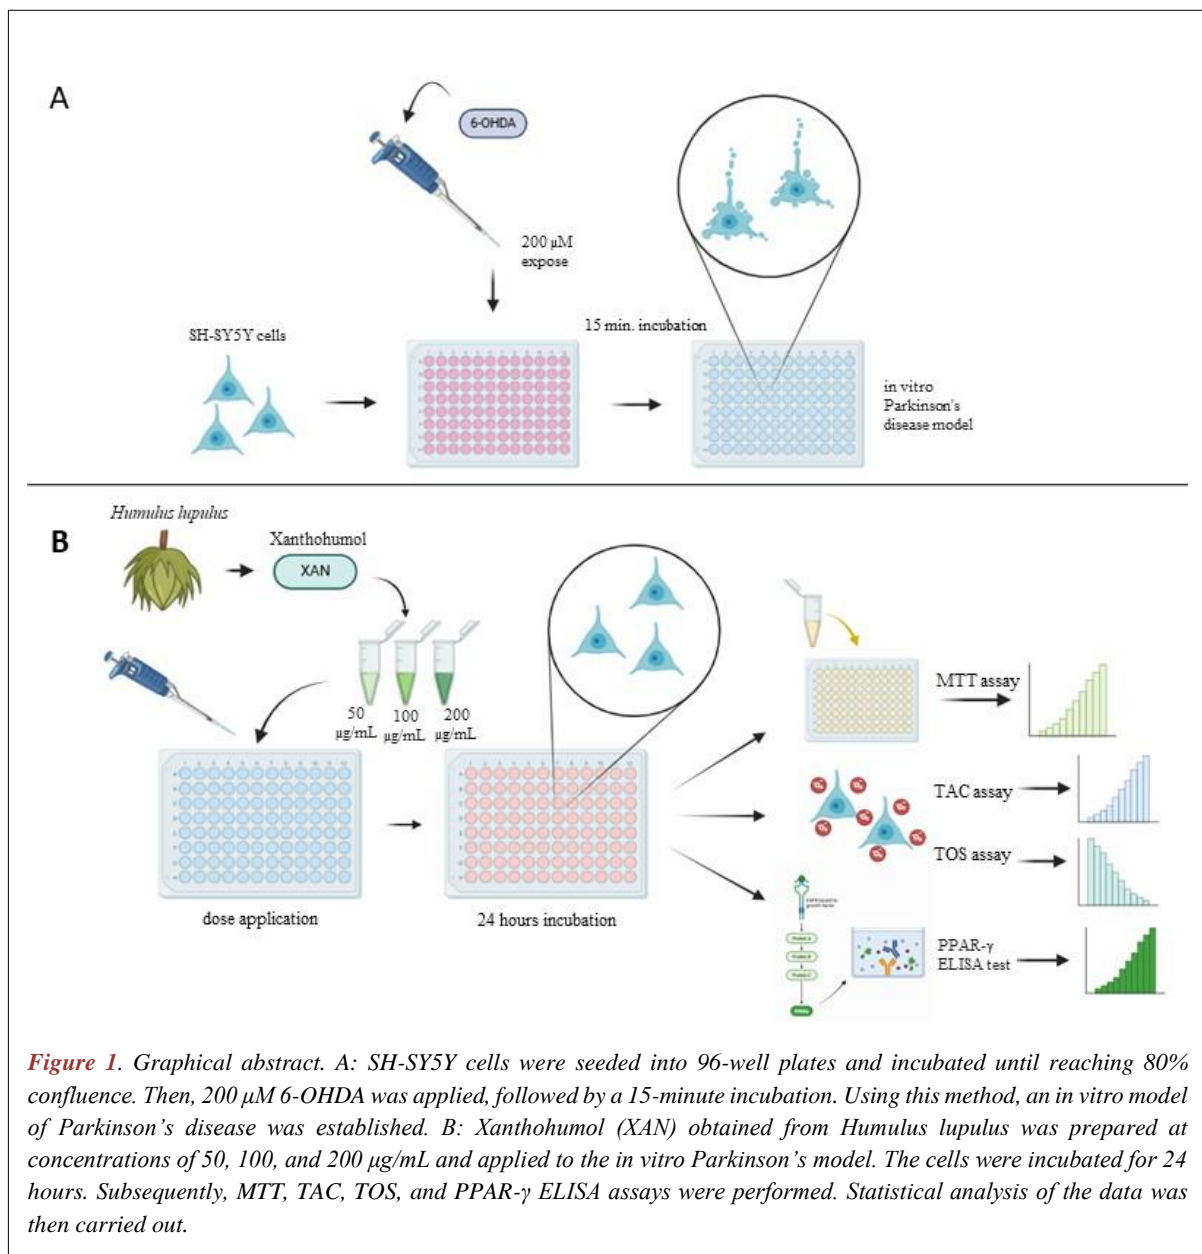 A
6-OHDA
200 µM
expose
15 min. incubation
SH-SY5Y cells
in vitro
Parkinson's
disease model
B
Humulus lupulus
Xanthohumol
XAN
50
µg/mL
100
µg/mL
200
µg/mL
dose application
24 hours incubation
MTT assay
TAC assay
TOS assay
Protein A
Protein B
Protein C
PPAR-γ
ELISA test
Figure 1. Graphical abstract. A: SH-SY5Y cells were seeded into 96-well plates and incubated until reaching 80%
confluence. Then, 200 µM 6-OHDA was applied, followed by a 15-minute incubation. Using this method, an in vitro model
of Parkinson’s disease was established. B: Xanthohumol (XAN) obtained from Humulus lupulus was prepared at
concentrations of 50, 100, and 200 µg/mL and applied to the in vitro Parkinson’s model. The cells were incubated for 24
hours. Subsequently, MTT, TAC, TOS, and PPAR-γ ELISA assays were performed. Statistical analysis of the data was
then carried out.